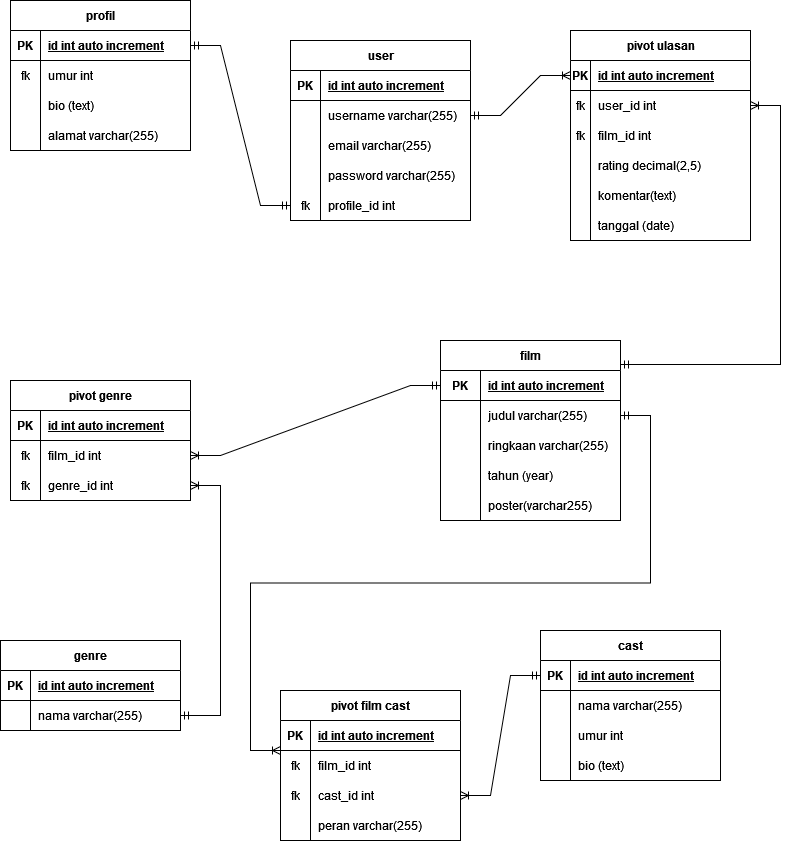 profil
PK id int auto increment
fk umur int
bio (text)
alamat varchar(255)
user
PK id int auto increment
username varchar(255)
email varchar(255)
password varchar(255)
fk profile_id int
pivot ulasan
PK id int auto increment
fk user_id int
fk film_id int
rating decimal(2,5)
komentar(text)
tanggal (date)
film
PK id int auto increment
judul varchar(255)
ringkaan varchar(255)
tahun (year)
poster(varchar255)
pivot genre
PK id int auto increment
fk film_id int
fk genre_id int
genre
PK id int auto increment
nama varchar(255)
pivot film cast
PK id int auto increment
fk film_id int
fk cast_id int
peran varchar(255)
cast
PK id int auto increment
nama varchar(255)
umur int
bio (text)